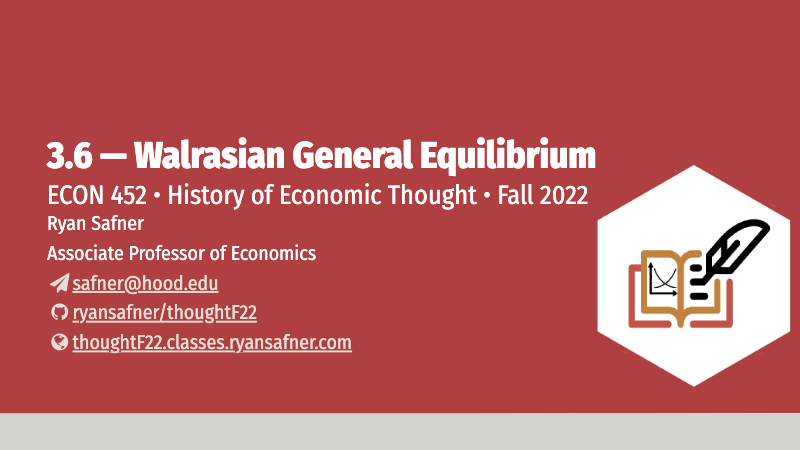 3.6 — Walrasian General Equilibrium
ECON 452 • History of Economic Thought • Fall 2022
Ryan Safner
Associate Professor of Economics
safner@hood.edu
ryansafner/thoughtF22
thoughtF22.classes.ryansafner.com